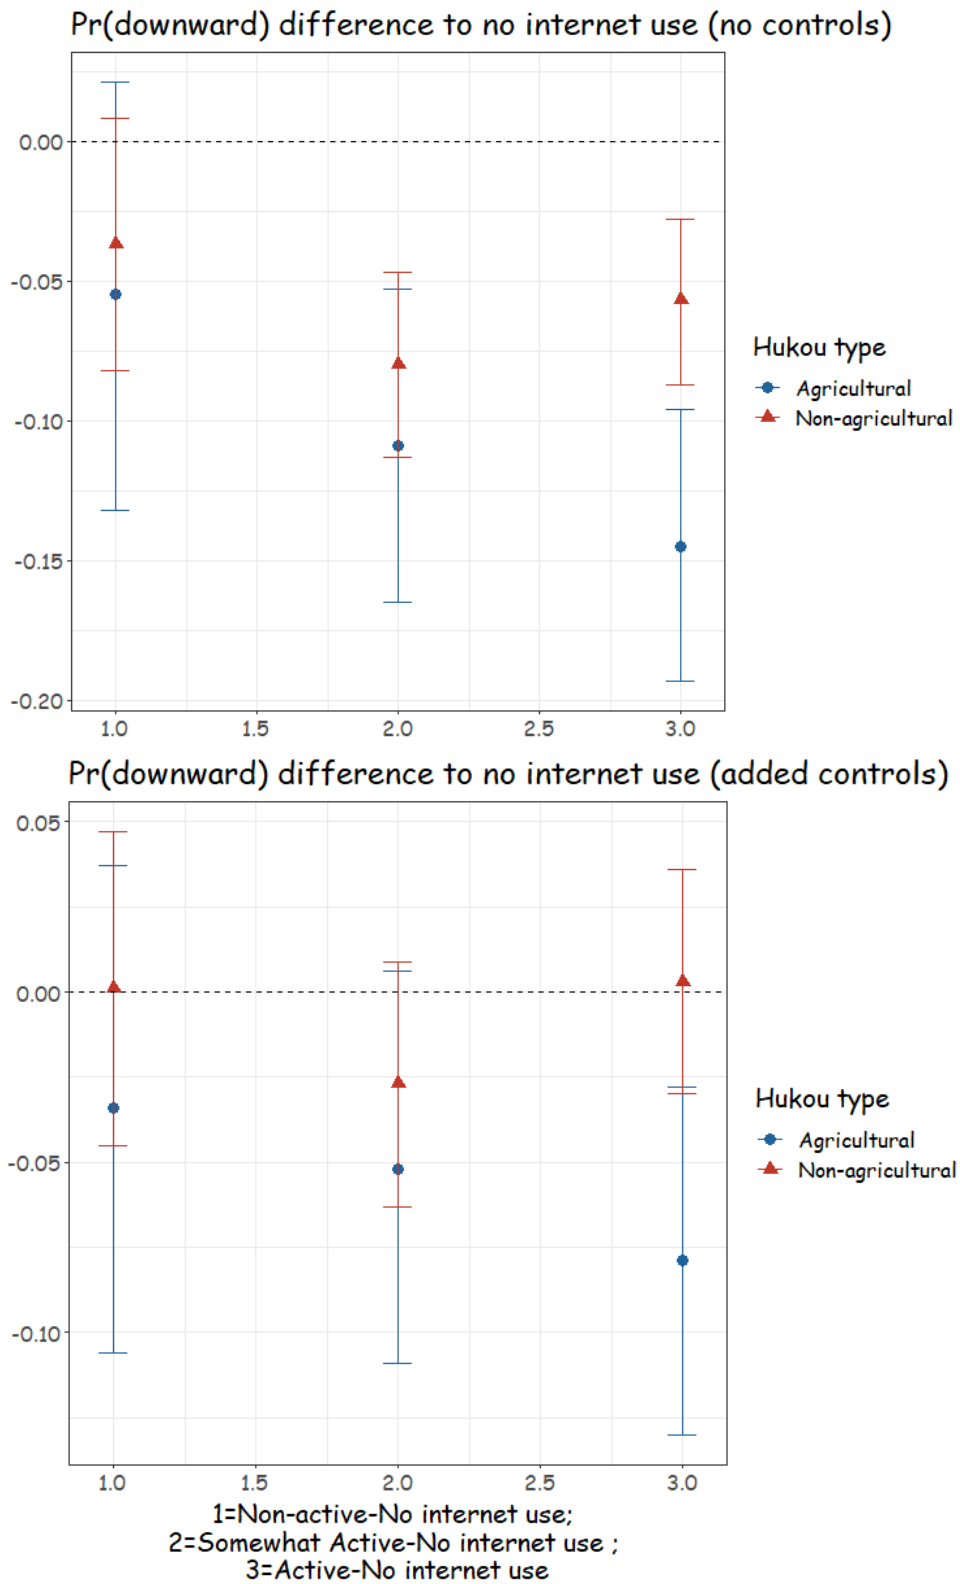 Pr(downward) difference to no internet use (no controls)
0.00
-0.05
-0.10
-0.15
-0.20
1.0 1.5 2.0 2.5 3.0
Hukou type
Agricultural
Non-agricultural
Pr(downward) difference to no internet use (added controls)
0.05
0.00
-0.05
-0.10
1.0 1.5 2.0 2.5 3.0
Hukou type
Agricultural
Non-agricultural
1=Non-active-No internet use;
2=Somewhat Active-No internet use ;
3=Active-No internet use